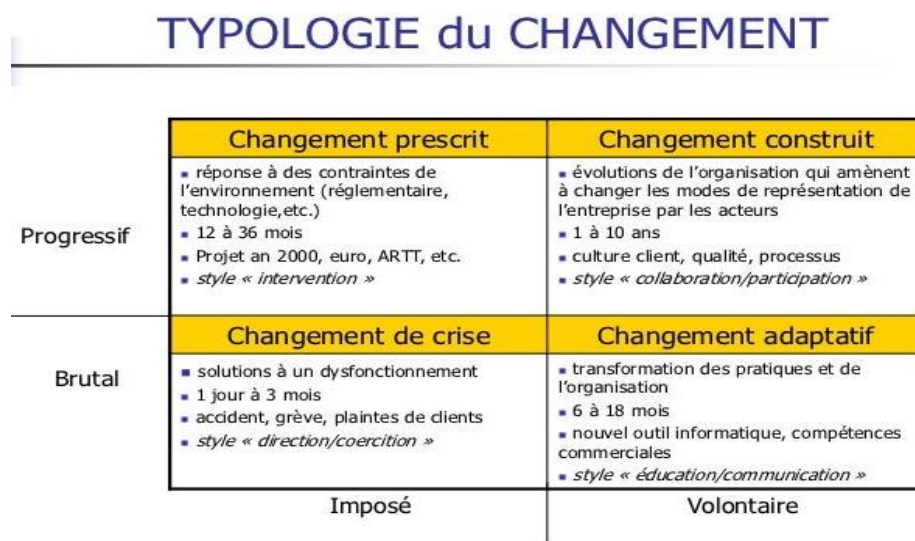 TYPOLOGIE du CHANGEMENT
Changement prescrit
Changement construit
Progressif
▪ réponse à des contraintes de
l'environnement (réglementaire,
technologie,etc.)
▪ 12 à 36 mois
▪ Projet an 2000, euro, ARTT, etc.
▪ style « intervention »
▪ évolutions de l'organisation qui amènent
à changer les modes de représentation de
l'entreprise par les acteurs
▪ 1 à 10 ans
▪ culture client, qualité, processus
▪ style « collaboration/participation »
Changement de crise
Changement adaptatif
Brutal
▪ solutions à un dysfonctionnement
▪ 1 jour à 3 mois
▪ accident, grève, plaintes de clients
▪ style « direction/coercition »
▪ transformation des pratiques et de
l'organisation
▪ 6 à 18 mois
▪ nouvel outil informatique, compétences
commerciales
▪ style « éducation/communication »
Imposé
Volontaire